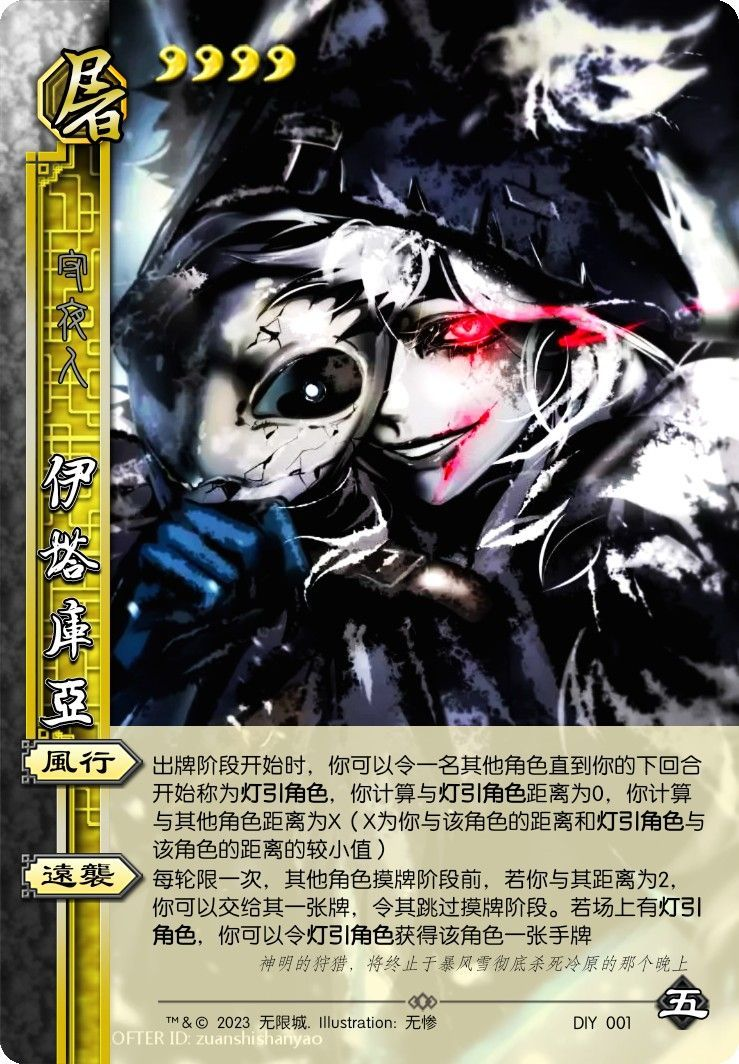 屠
守夜人
伊塔庫亞
風行
出牌阶段开始时，你可以令一名其他角色直到你的下回合
开始称为灯引角色，你计算与灯引角色距离为0，你计算
与其他角色距离为X（X为你与该角色的距离和灯引角色与
该角色的距离的较小值）
遠襲
每轮限一次，其他角色摸牌阶段前，若你与其距离为2，
你可以交给其一张牌，令其跳过摸牌阶段。若场上有灯引
角色，你可以令灯引角色获得该角色一张手牌
神明的狩猎，将终止于暴风雪彻底杀死冷原的那个晚上
五
™&© 2023 无限城. Illustration: 无惨
DIY 001
OFTER ID: zuanshishanyao